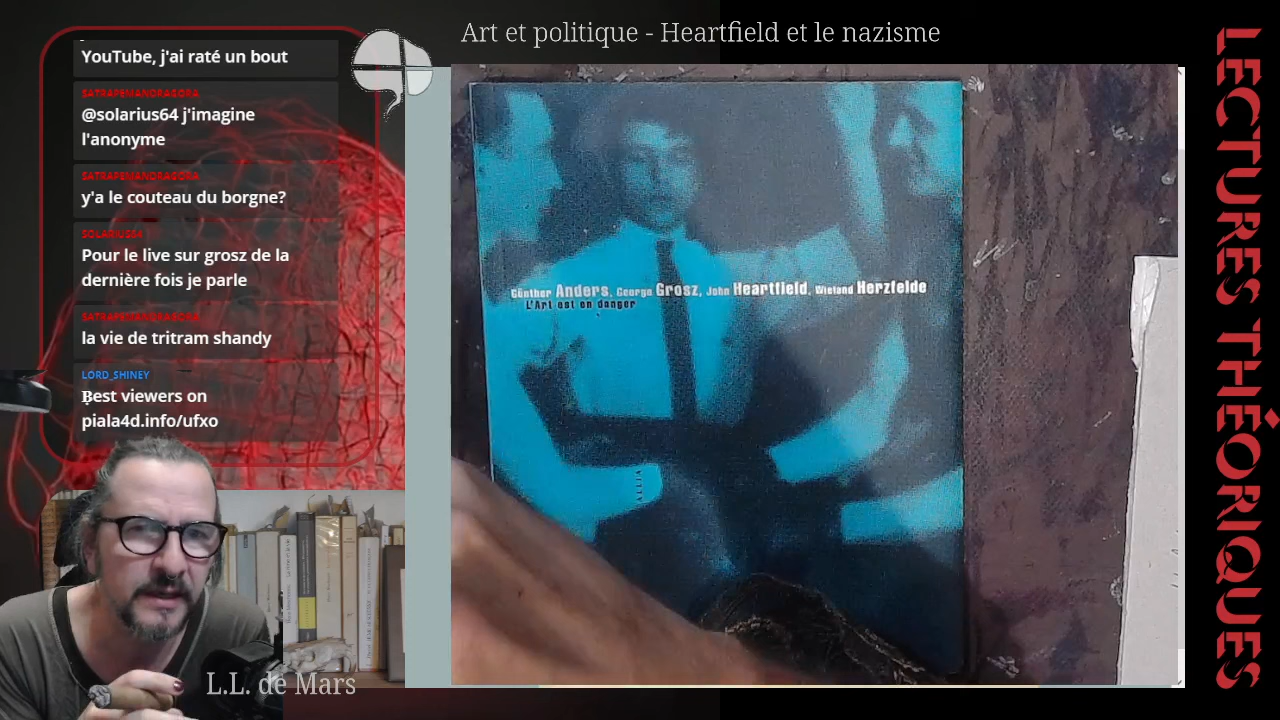 Art et politique - Heartfield et le nazisme
YouTube, j'ai raté un bout
SATRAPEMANDRAGORA
@solarius64 j'imagine
l'anonyme
SATRAPEMANDRAGORA
y'a le couteau du borgne?
SOLARIUS64
Pour le live sur grosz de la
dernière fois je parle
SATRAPEMANDRAGORA
la vie de tritram shandy
LORD_SHINEY
Best viewers on
piala4d.info/ufxo
Günther Anders, George Grosz, John Heartfield, Wieland Herzfelde
L'Art est en danger
ALLIA
L.L. de Mars
LECTURES THÉORIQUES